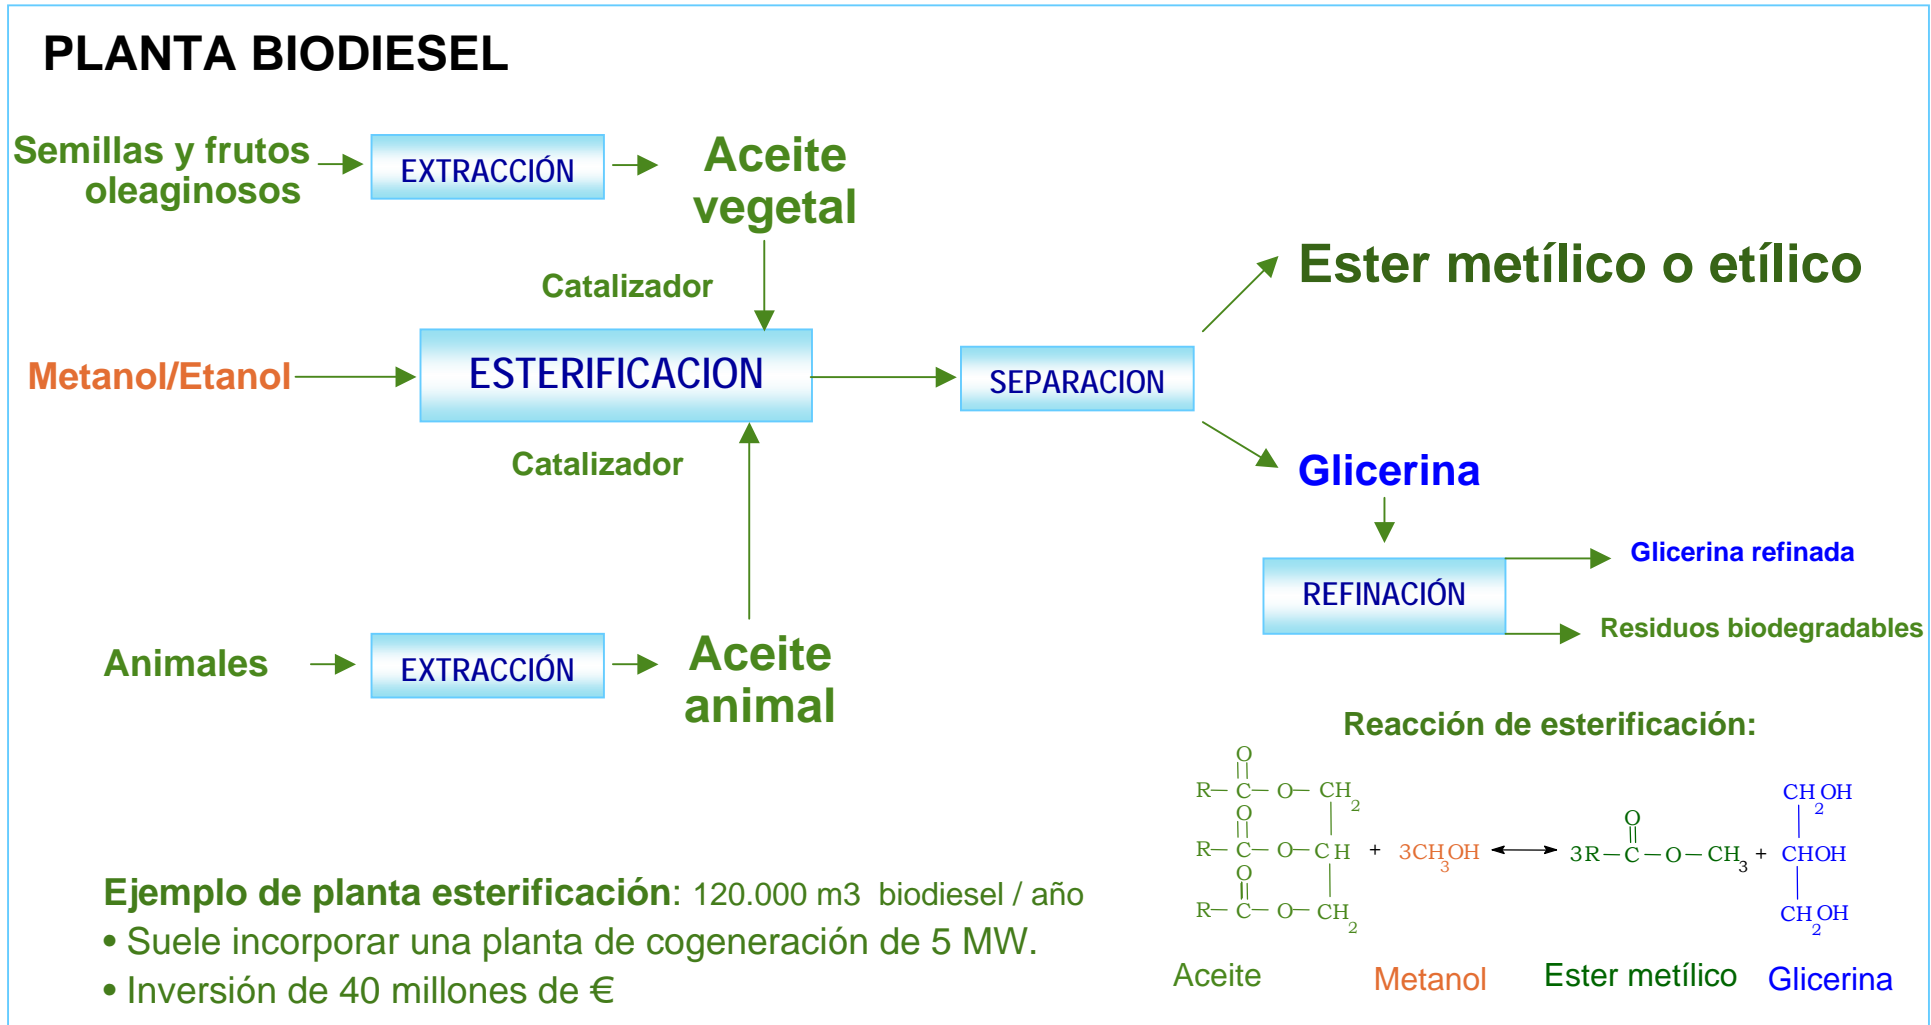 PLANTA BIODIESEL
Semillas y frutos
oleaginosos
EXTRACCIÓN
Aceite
vegetal
Catalizador
Ester metílico o etílico
Metanol/Etanol
ESTERIFICACION
SEPARACION
Catalizador
Glicerina
Glicerina refinada
REFINACIÓN
Residuos biodegradables
Animales
EXTRACCIÓN
Aceite
animal
Reacción de esterificación:
O
R— C— O— CH2
O
R— C— O— CH + 3CH3OH ⟷ 3R—C—O—CH3 + CHOH
O
R— C— O— CH2
O
CH2OH
CH2OH
Aceite Metanol Ester metílico Glicerina
Ejemplo de planta esterificación: 120.000 m3 biodiesel / año
• Suele incorporar una planta de cogeneración de 5 MW.
• Inversión de 40 millones de €